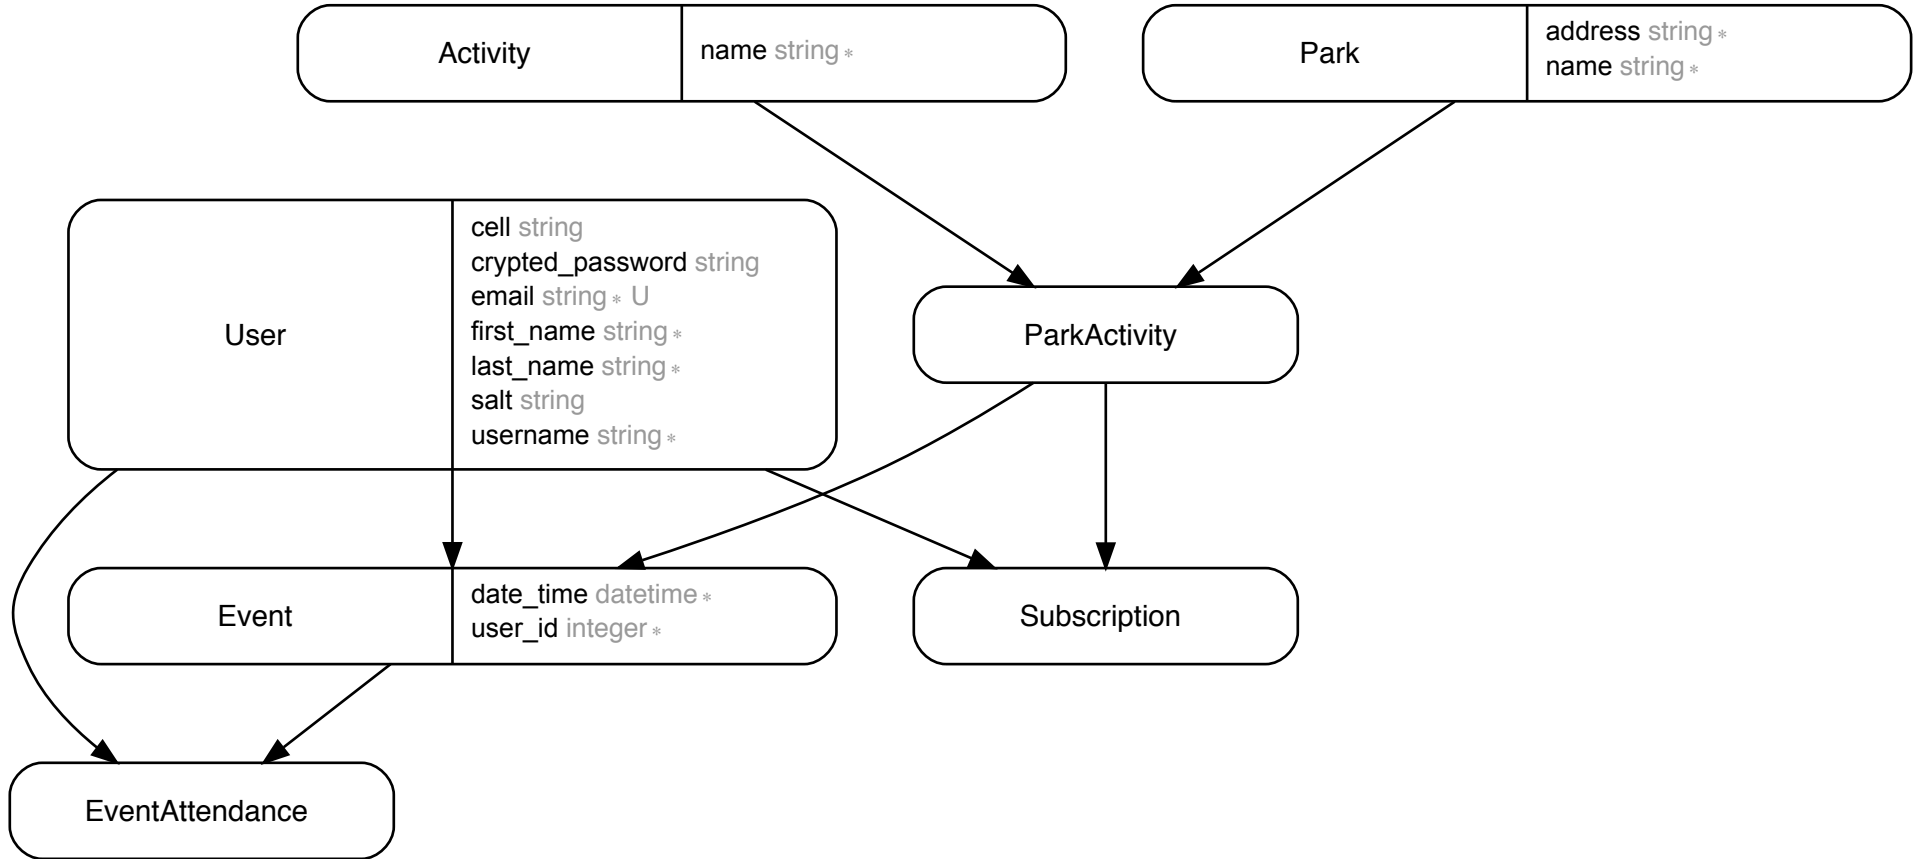 Activity
name string *
Park
address string *
name string *
User
cell string
crypted_password string
email string * U
first_name string *
last_name string *
salt string
username string *
ParkActivity
Event
date_time datetime *
user_id integer *
Subscription
EventAttendance